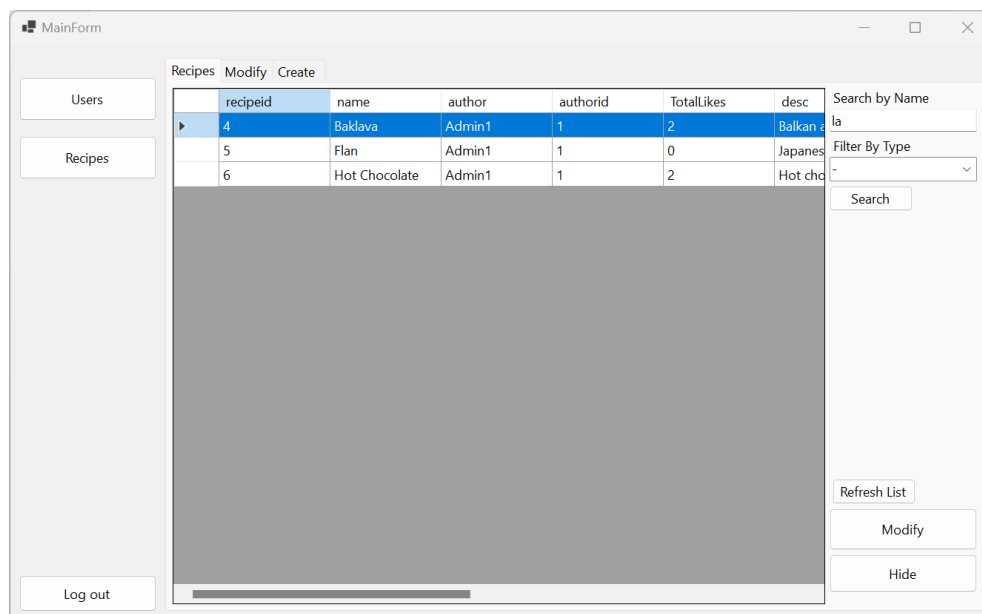 MainForm
Users
Recipes
Log out
Recipes Modify Create
recipeid name author authorid TotalLikes desc
4 Baklava Admin1 1 2 Balkan a
5 Flan Admin1 1 0 Japanes
6 Hot Chocolate Admin1 1 2 Hot cho
Search by Name
la
Filter By Type
-
Search
Refresh List
Modify
Hide